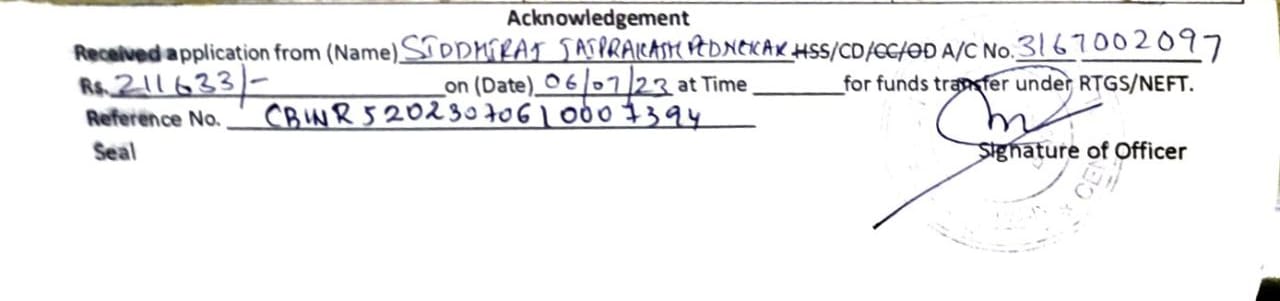 Acknowledgement
Received application from (Name) SIDDHIRAJ JAIPRAKASH PEDNEKAR HSS/CD/CC/OD A/C No. 3167002097
Rs. 211633/- on (Date) 06/07/23 at Time ________ for funds transfer under RTGS/NEFT.
Reference No. CBINR52023070610007394
Seal Signature of Officer
CEN